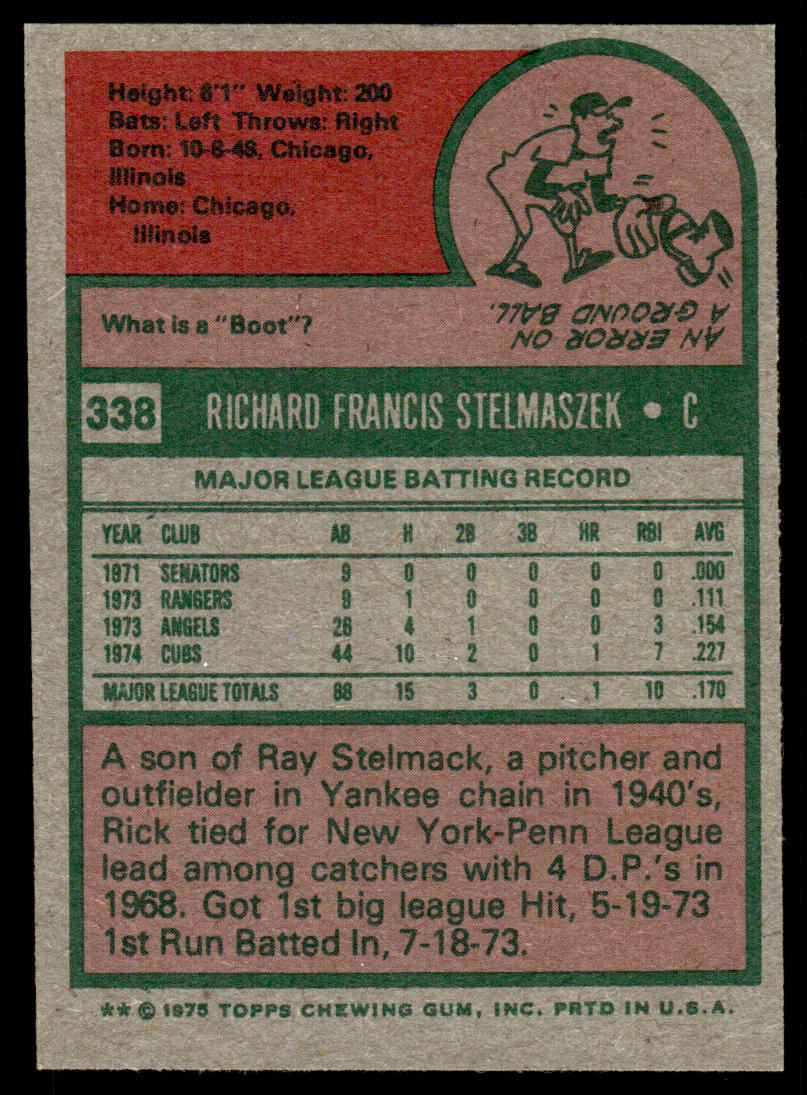 Height: 6'1" Weight: 200
Bats: Left Throws: Right
Born: 10-8-48, Chicago,
Illinois
Home: Chicago,
Illinois
What is a "Boot"?
AN ERROR ON
A GROUND BALL.
338 RICHARD FRANCIS STELMASZEK • C
MAJOR LEAGUE BATTING RECORD
YEAR CLUB AB H 2B 3B HR RBI AVG
1971 SENATORS 9 0 0 0 0 0 .000
1973 RANGERS 9 1 0 0 0 0 .111
1973 ANGELS 26 4 1 0 0 3 .154
1974 CUBS 44 10 2 0 1 7 .227
MAJOR LEAGUE TOTALS 88 15 3 0 1 10 .170
A son of Ray Stelmack, a pitcher and
outfielder in Yankee chain in 1940's,
Rick tied for New York-Penn League
lead among catchers with 4 D.P.'s in
1968. Got 1st big league Hit, 5-19-73
1st Run Batted In, 7-18-73.
** © 1975 TOPPS CHEWING GUM, INC. PRTD IN U.S.A.